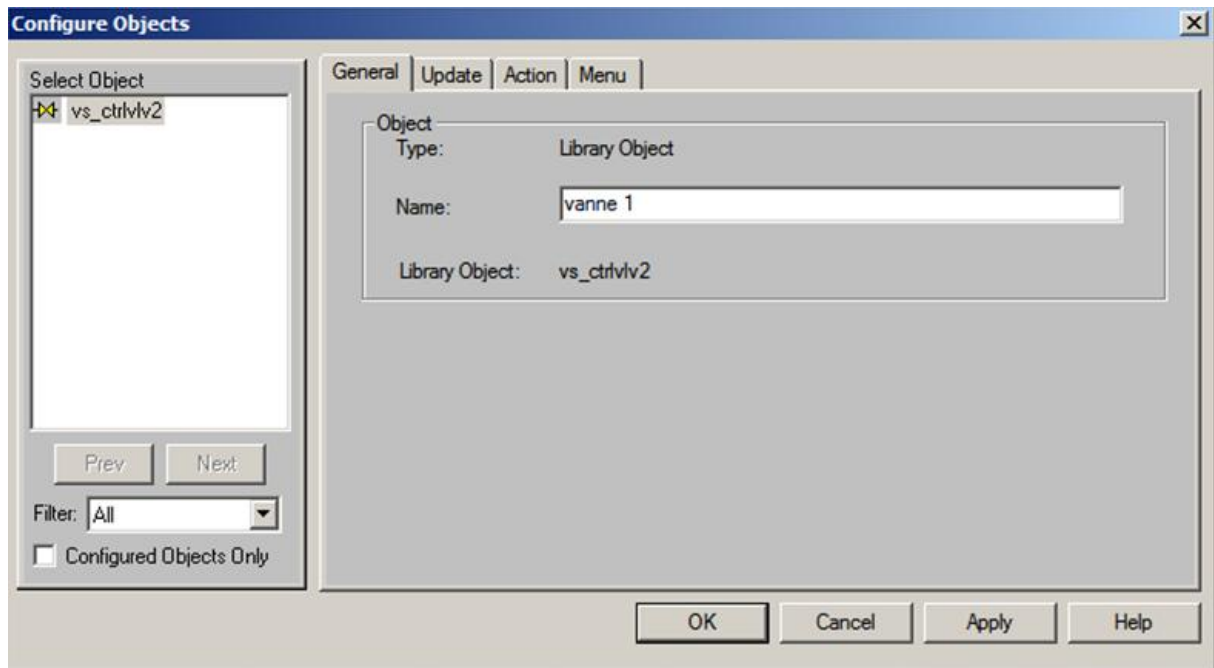 Configure Objects
Select Object
vs_ctrlvlv2
Prev Next
Filter: All
Configured Objects Only
General Update Action Menu
Object
Type: Library Object
Name: vanne 1
Library Object: vs_ctrlvlv2
OK Cancel Apply Help